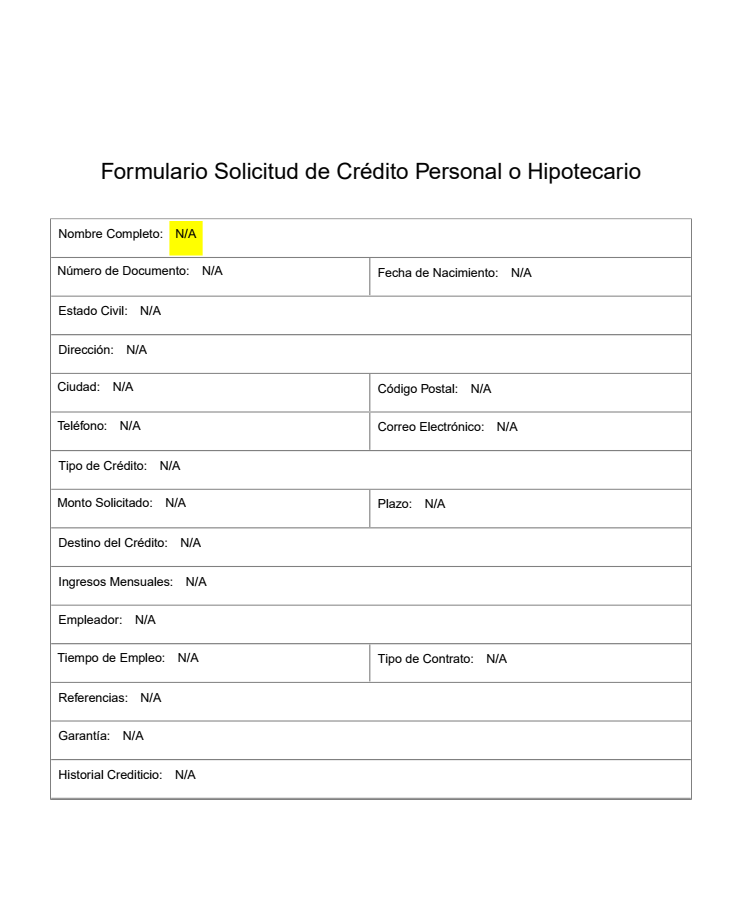 Formulario Solicitud de Crédito Personal o Hipotecario
Nombre Completo: N/A
Número de Documento: N/A
Fecha de Nacimiento: N/A
Estado Civil: N/A
Dirección: N/A
Ciudad: N/A
Código Postal: N/A
Teléfono: N/A
Correo Electrónico: N/A
Tipo de Crédito: N/A
Monto Solicitado: N/A
Plazo: N/A
Destino del Crédito: N/A
Ingresos Mensuales: N/A
Empleador: N/A
Tiempo de Empleo: N/A
Tipo de Contrato: N/A
Referencias: N/A
Garantía: N/A
Historial Crediticio: N/A